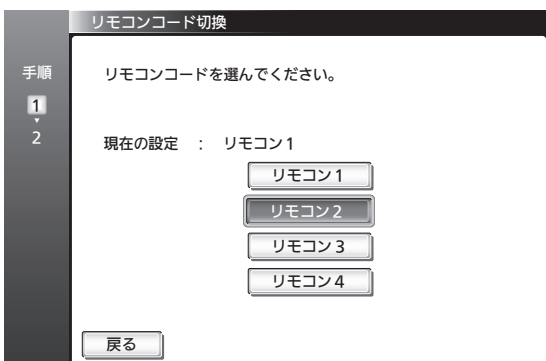 リモコンコード切換
手順
1
2
リモコンコードを選んでください。
現在の設定 : リモコン1
リモコン1
リモコン2
リモコン3
リモコン4
戻る